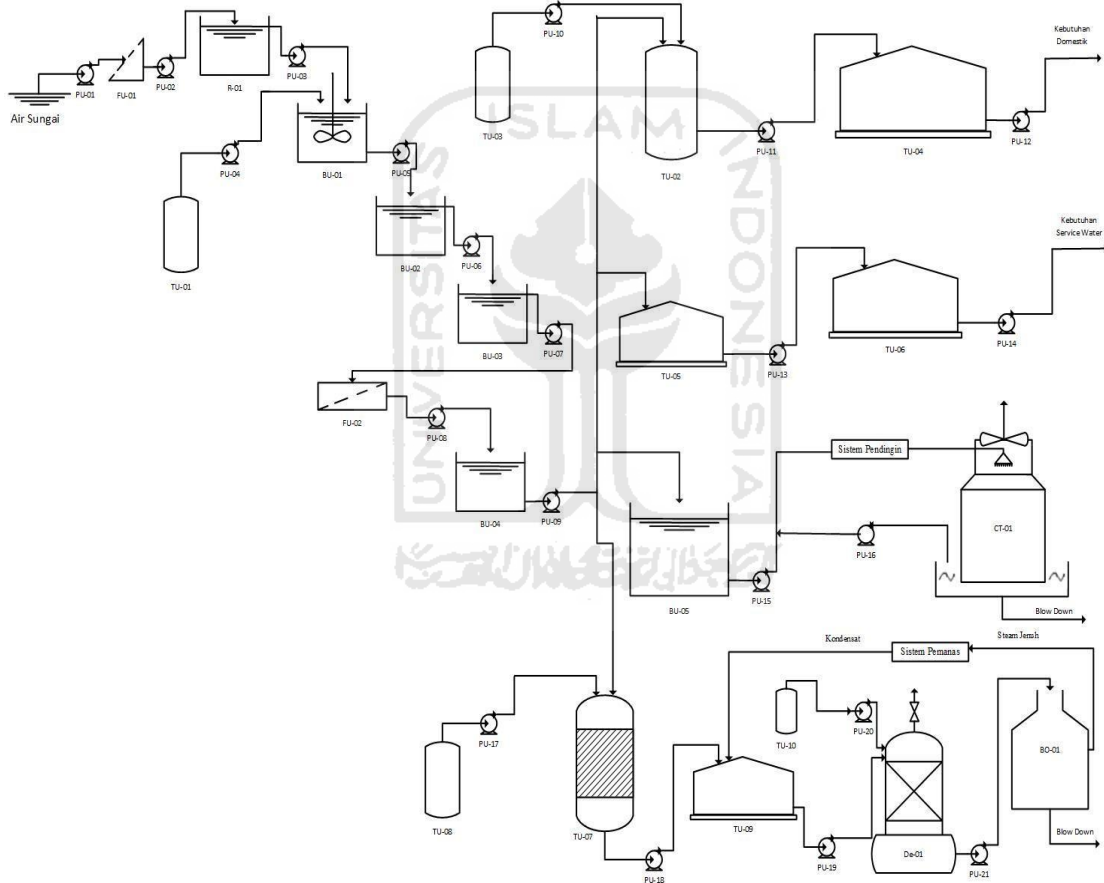 Air Sungai
PU-01
FU-01
PU-02
R-01
PU-03
PU-04
TU-01
BU-01
PU-05
BU-02
PU-06
BU-03
PU-07
FU-02
PU-08
BU-04
PU-09
PU-10
TU-03
TU-02
PU-11
TU-04
PU-12
Kebutuhan
Domestik
TU-05
PU-13
TU-06
PU-14
Kebutuhan
Service Water
BU-05
PU-15
Sistem Pendingin
PU-16
CT-01
Blow Down
TU-08
PU-17
TU-07
PU-18
TU-09
Kondensat
Sistem Pemanas
Steam Jenuh
TU-10
PU-20
PU-19
De-01
PU-21
BO-01
Blow Down
UNIVERSITAS
ISLAM
INDONESIA